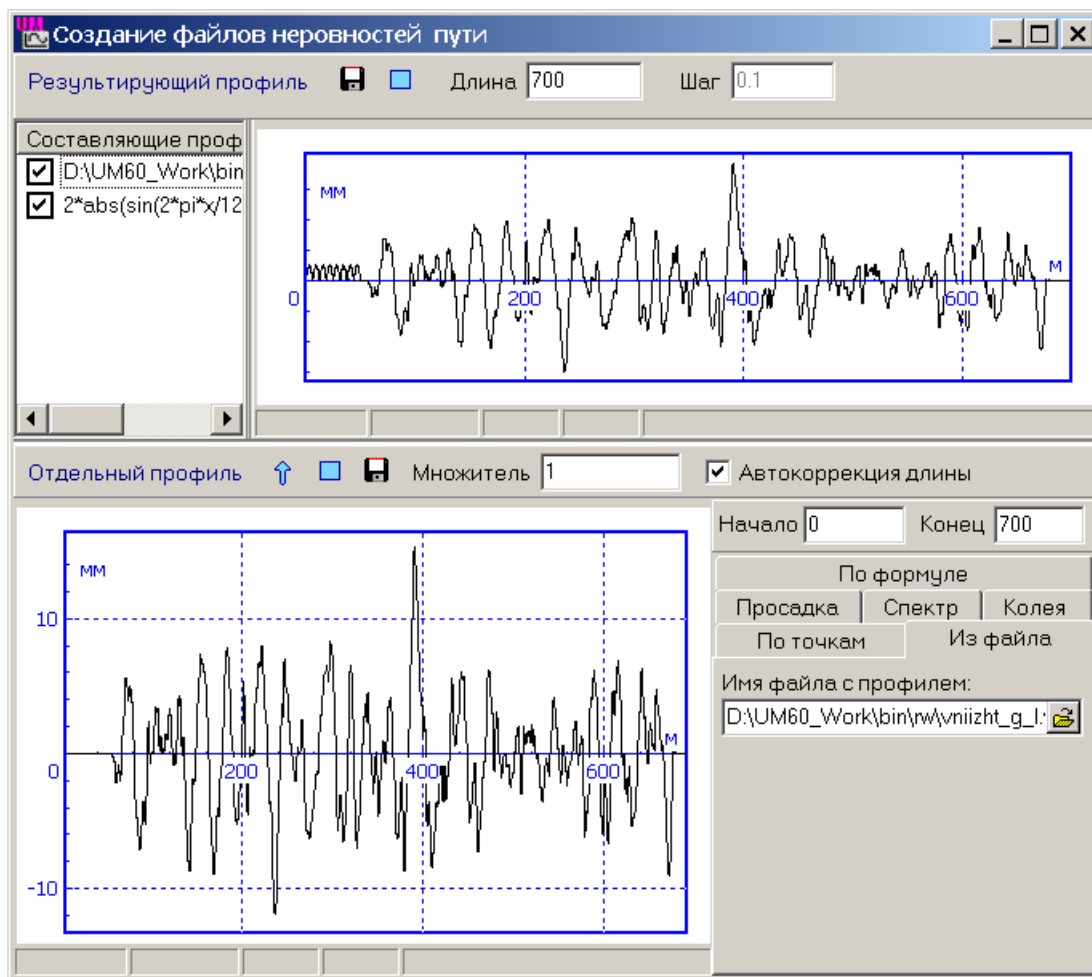 UM
Создание файлов неровностей пути
Результирующий профиль Длина 700 Шаг 0.1
Составляющие проф
D:\UM60_Work\bin
2*abs(sin(2*pi*x/12
мм
м
0 200 400 600
Отдельный профиль Множитель 1 Автокоррекция длины
Начало 0 Конец 700
По формуле
Просадка Спектр Колея
По точкам Из файла
Имя файла с профилем:
D:\UM60_Work\bin\rw\vniizht_g_l.
мм
10
м
0 200 400 600
-10